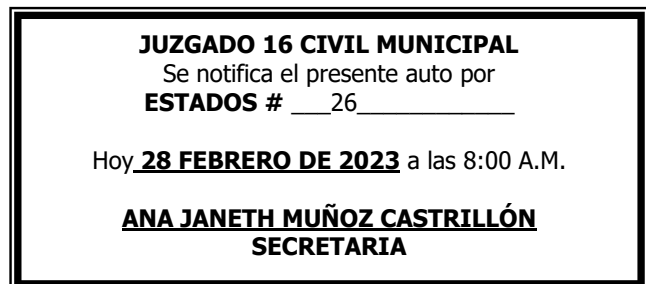 JUZGADO 16 CIVIL MUNICIPAL
Se notifica el presente auto por
ESTADOS # ___26____________
Hoy 28 FEBRERO DE 2023 a las 8:00 A.M.
ANA JANETH MUÑOZ CASTRILLÓN
SECRETARIA